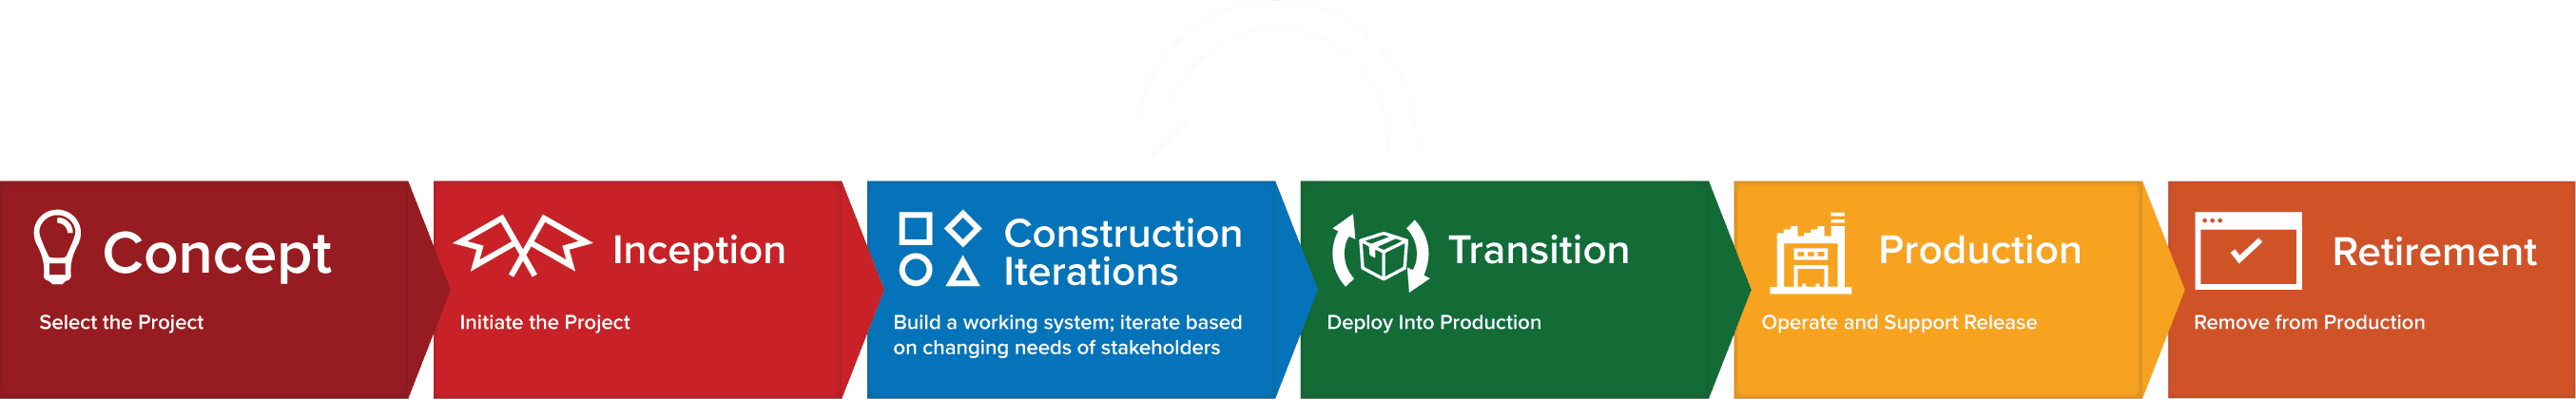 Concept
Select the Project
Inception
Initiate the Project
Construction
Iterations
Build a working system; iterate based
on changing needs of stakeholders
Transition
Deploy Into Production
Production
Operate and Support Release
Retirement
Remove from Production